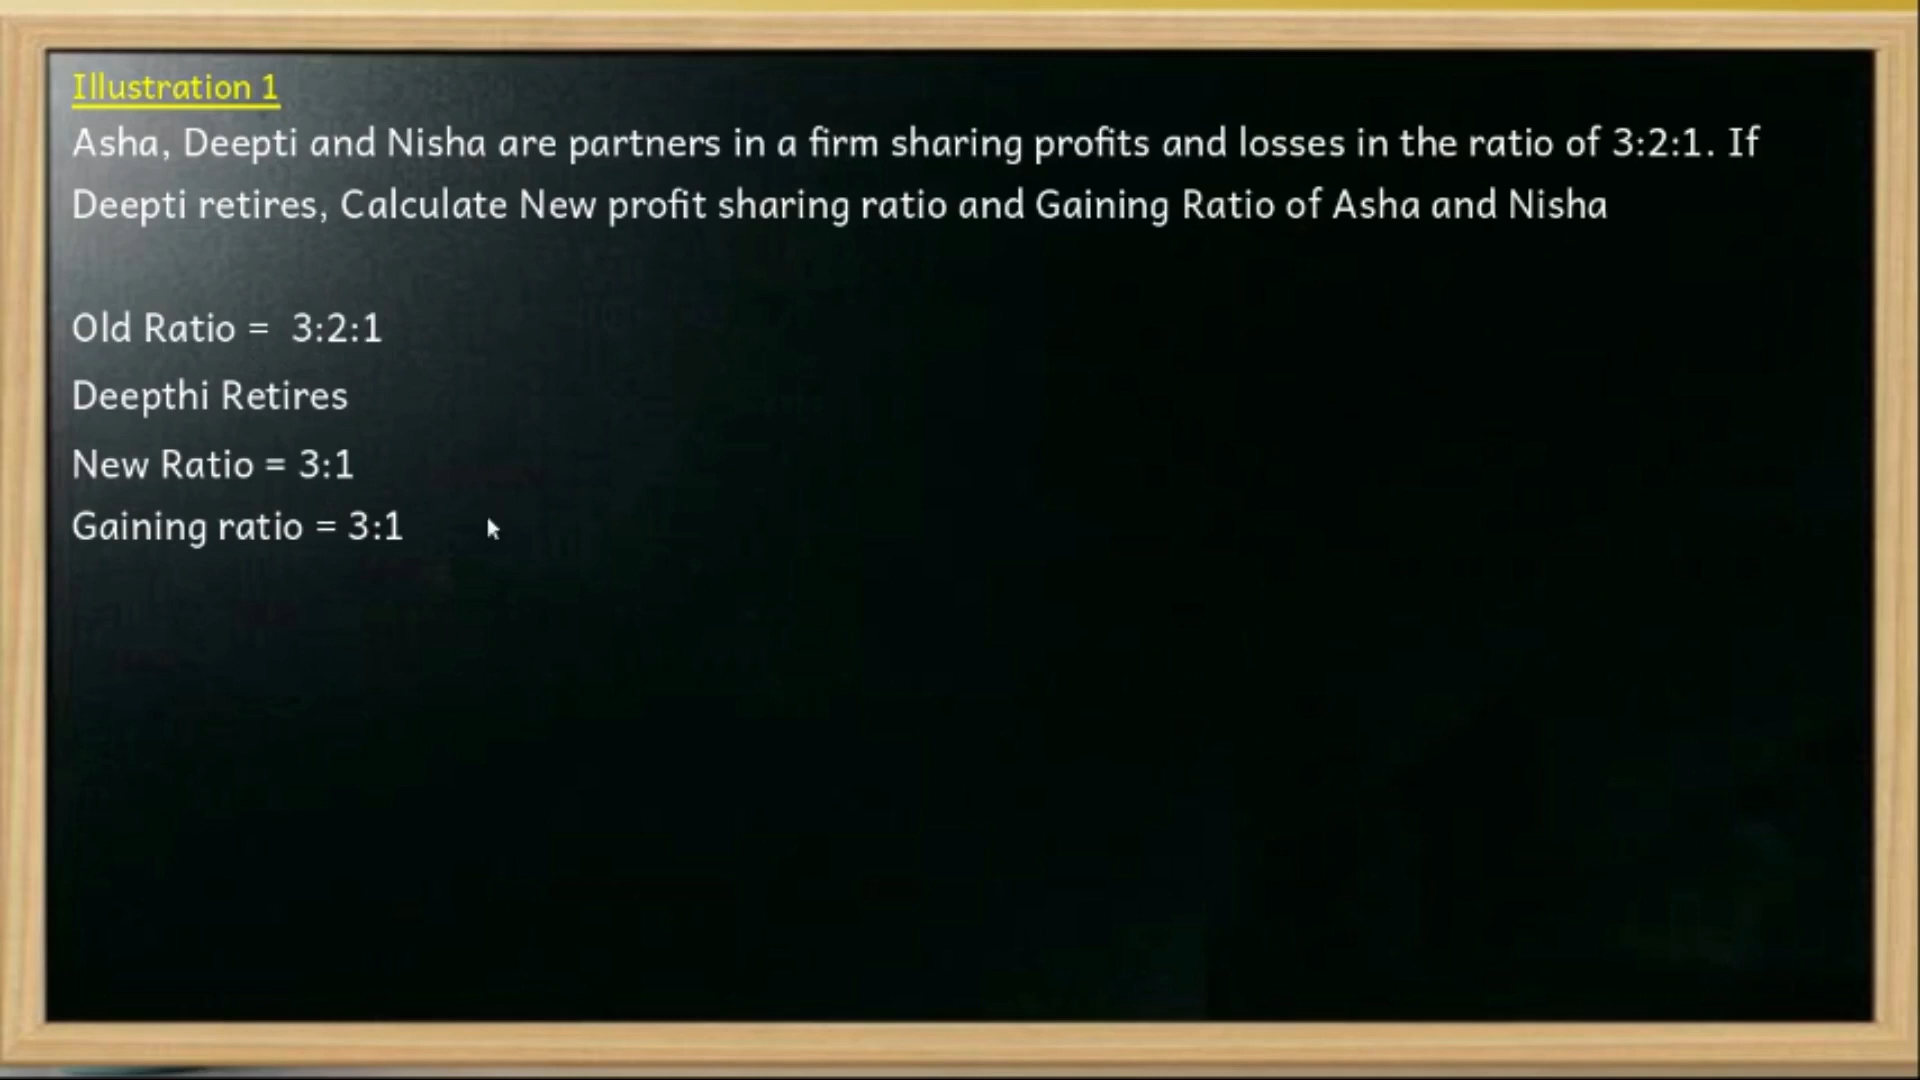 Illustration 1
Asha, Deepti and Nisha are partners in a firm sharing profits and losses in the ratio of 3:2:1. If
Deepti retires, Calculate New profit sharing ratio and Gaining Ratio of Asha and Nisha
Old Ratio = 3:2:1
Deepthi Retires
New Ratio = 3:1
Gaining ratio = 3:1